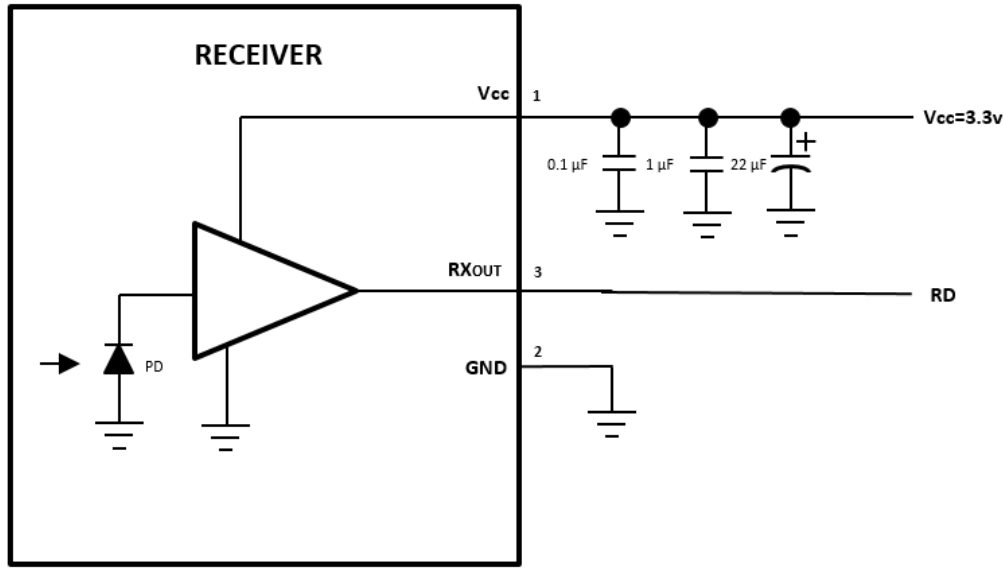 RECEIVER
Vcc 1
Vcc=3.3v
0.1 µF 1 µF 22 µF +
RXOUT 3
RD
PD
GND 2